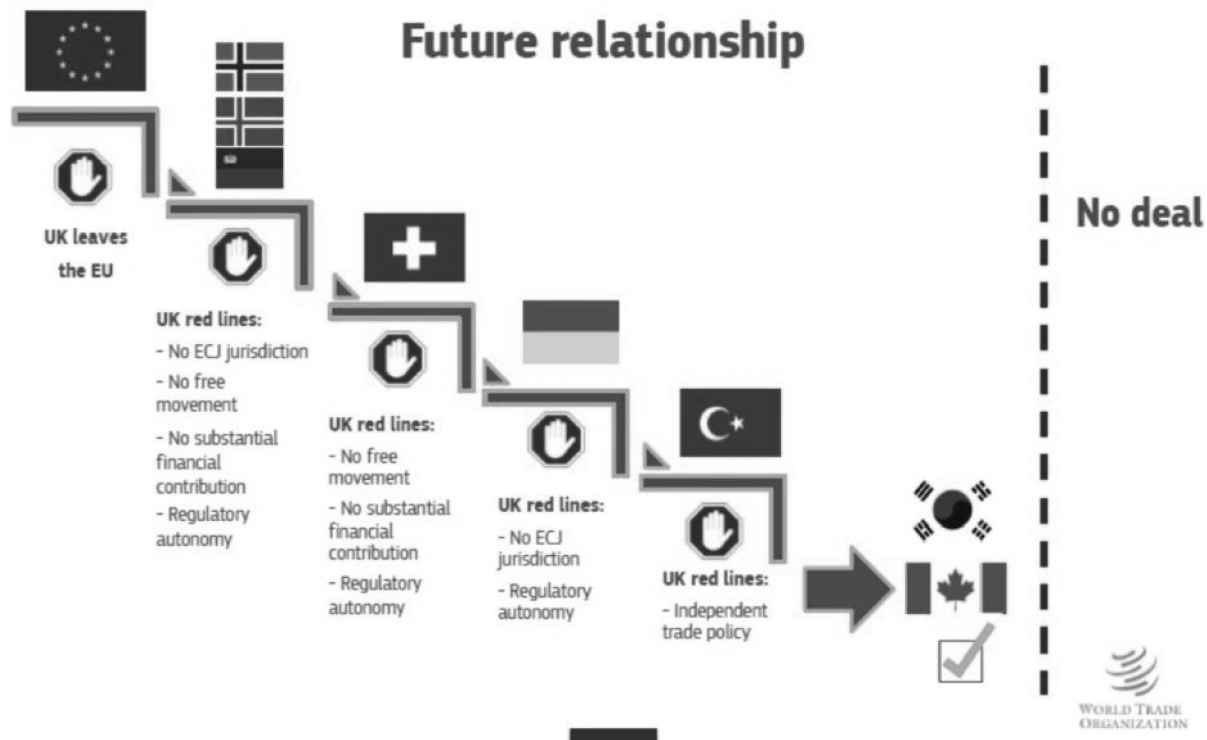 Future relationship
No deal
UK leaves
the EU
UK red lines:
- No ECJ jurisdiction
- No free
movement
- No substantial
financial
contribution
- Regulatory
autonomy
UK red lines:
- No free
movement
- No substantial
financial
contribution
- Regulatory
autonomy
UK red lines:
- No ECJ
jurisdiction
- Regulatory
autonomy
UK red lines:
- Independent
trade policy
WORLD TRADE
ORGANIZATION